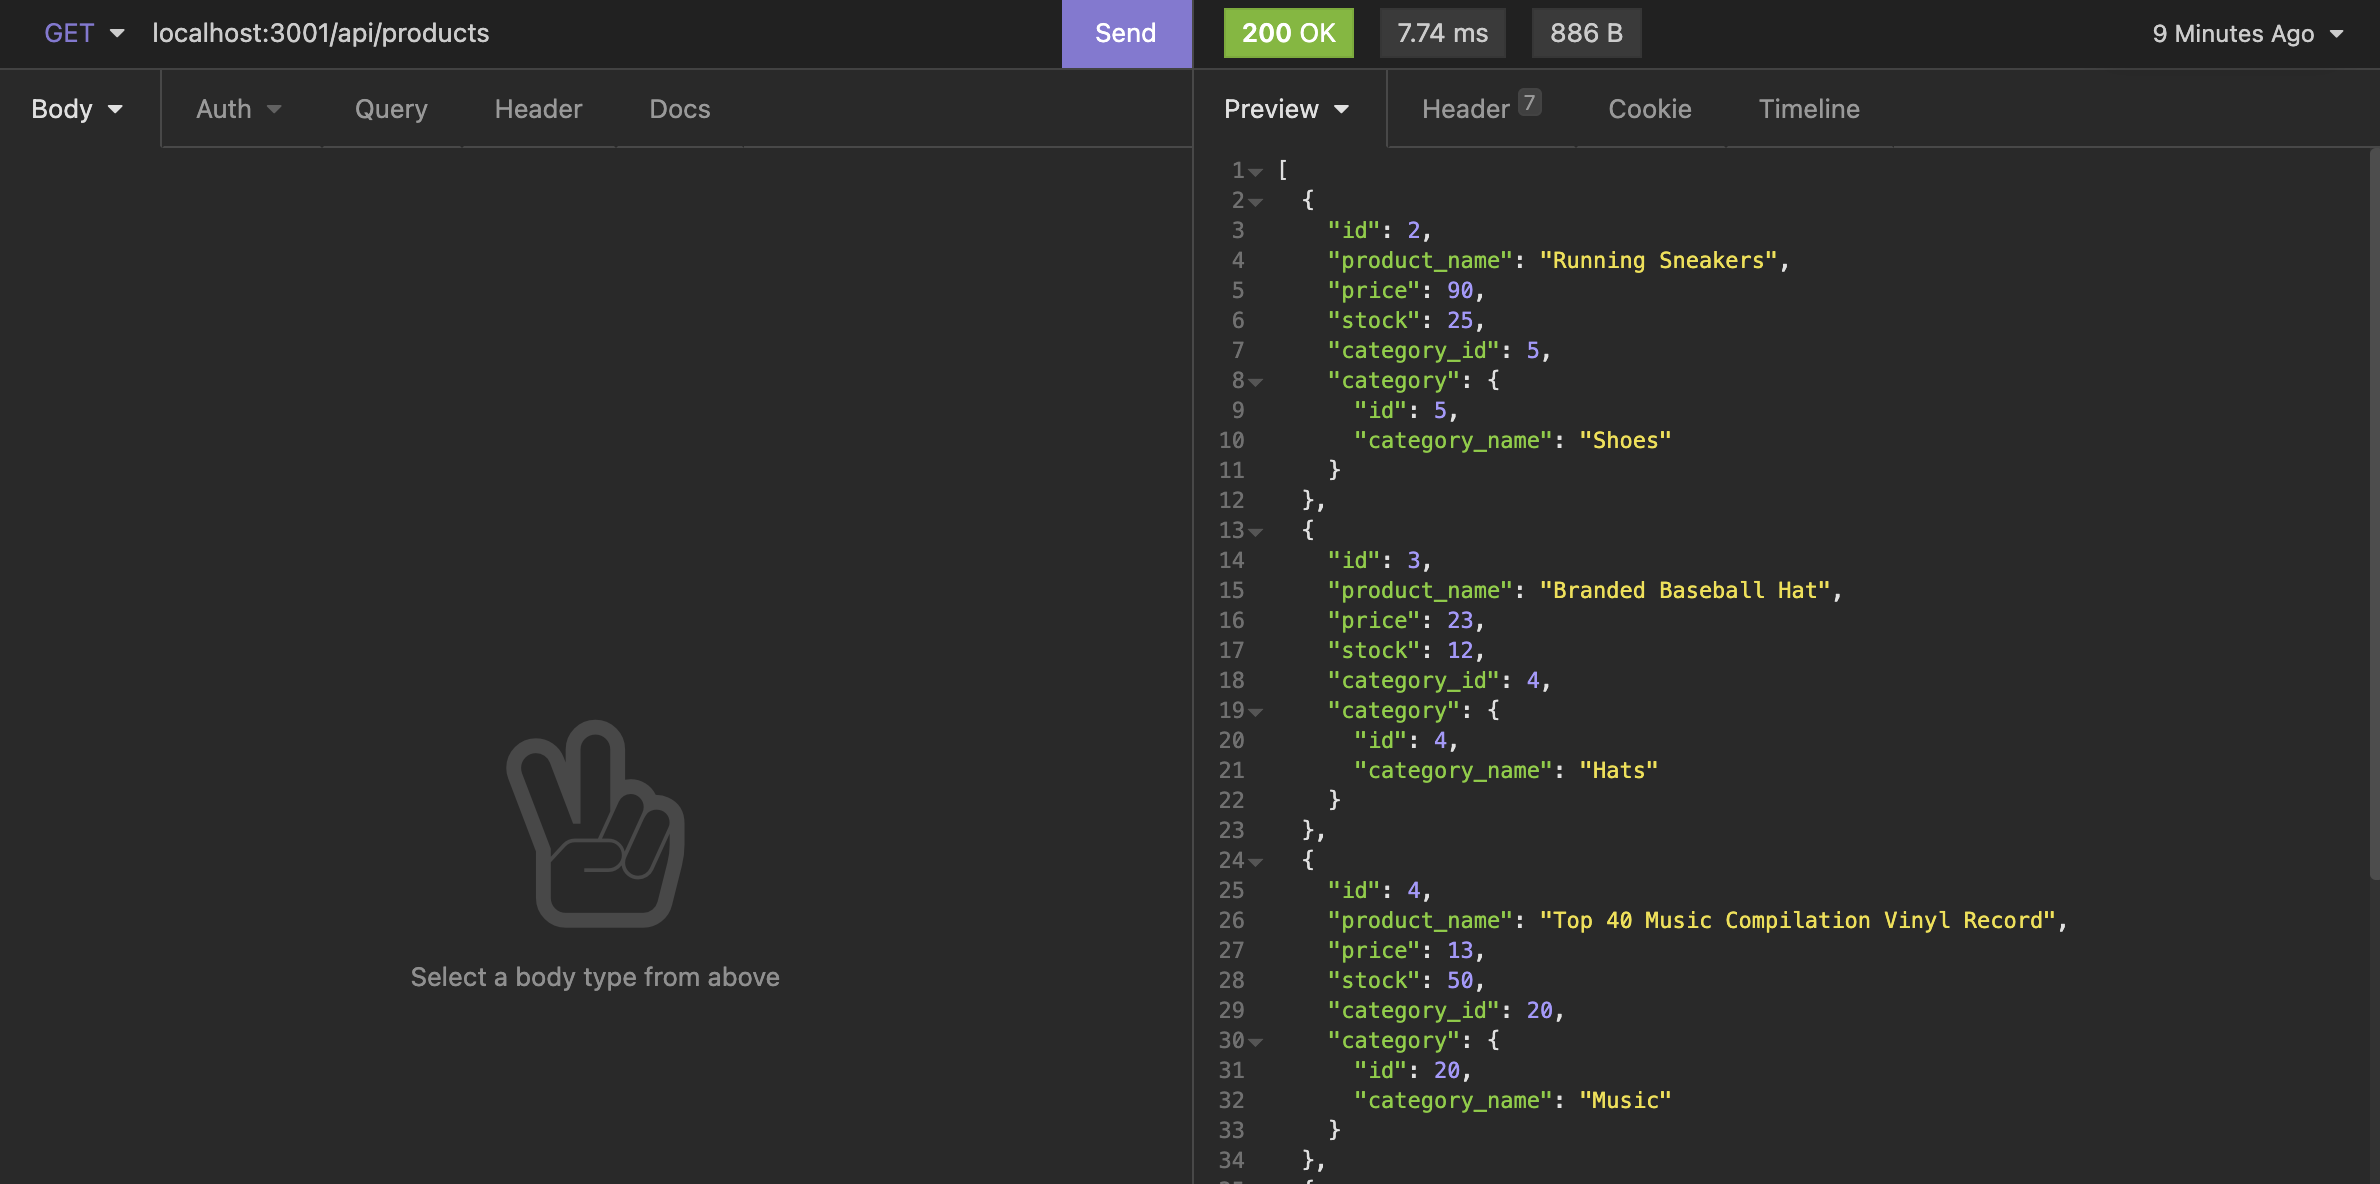 GET localhost:3001/api/products Send 200 OK 7.74 ms 886 B 9 Minutes Ago
Body Auth Query Header Docs
Preview Header 7 Cookie Timeline
Select a body type from above
1 [
2 {
3 "id": 2,
4 "product_name": "Running Sneakers",
5 "price": 90,
6 "stock": 25,
7 "category_id": 5,
8 "category": {
9 "id": 5,
10 "category_name": "Shoes"
11 }
12 },
13 {
14 "id": 3,
15 "product_name": "Branded Baseball Hat",
16 "price": 23,
17 "stock": 12,
18 "category_id": 4,
19 "category": {
20 "id": 4,
21 "category_name": "Hats"
22 }
23 },
24 {
25 "id": 4,
26 "product_name": "Top 40 Music Compilation Vinyl Record",
27 "price": 13,
28 "stock": 50,
29 "category_id": 20,
30 "category": {
31 "id": 20,
32 "category_name": "Music"
33 }
34 },